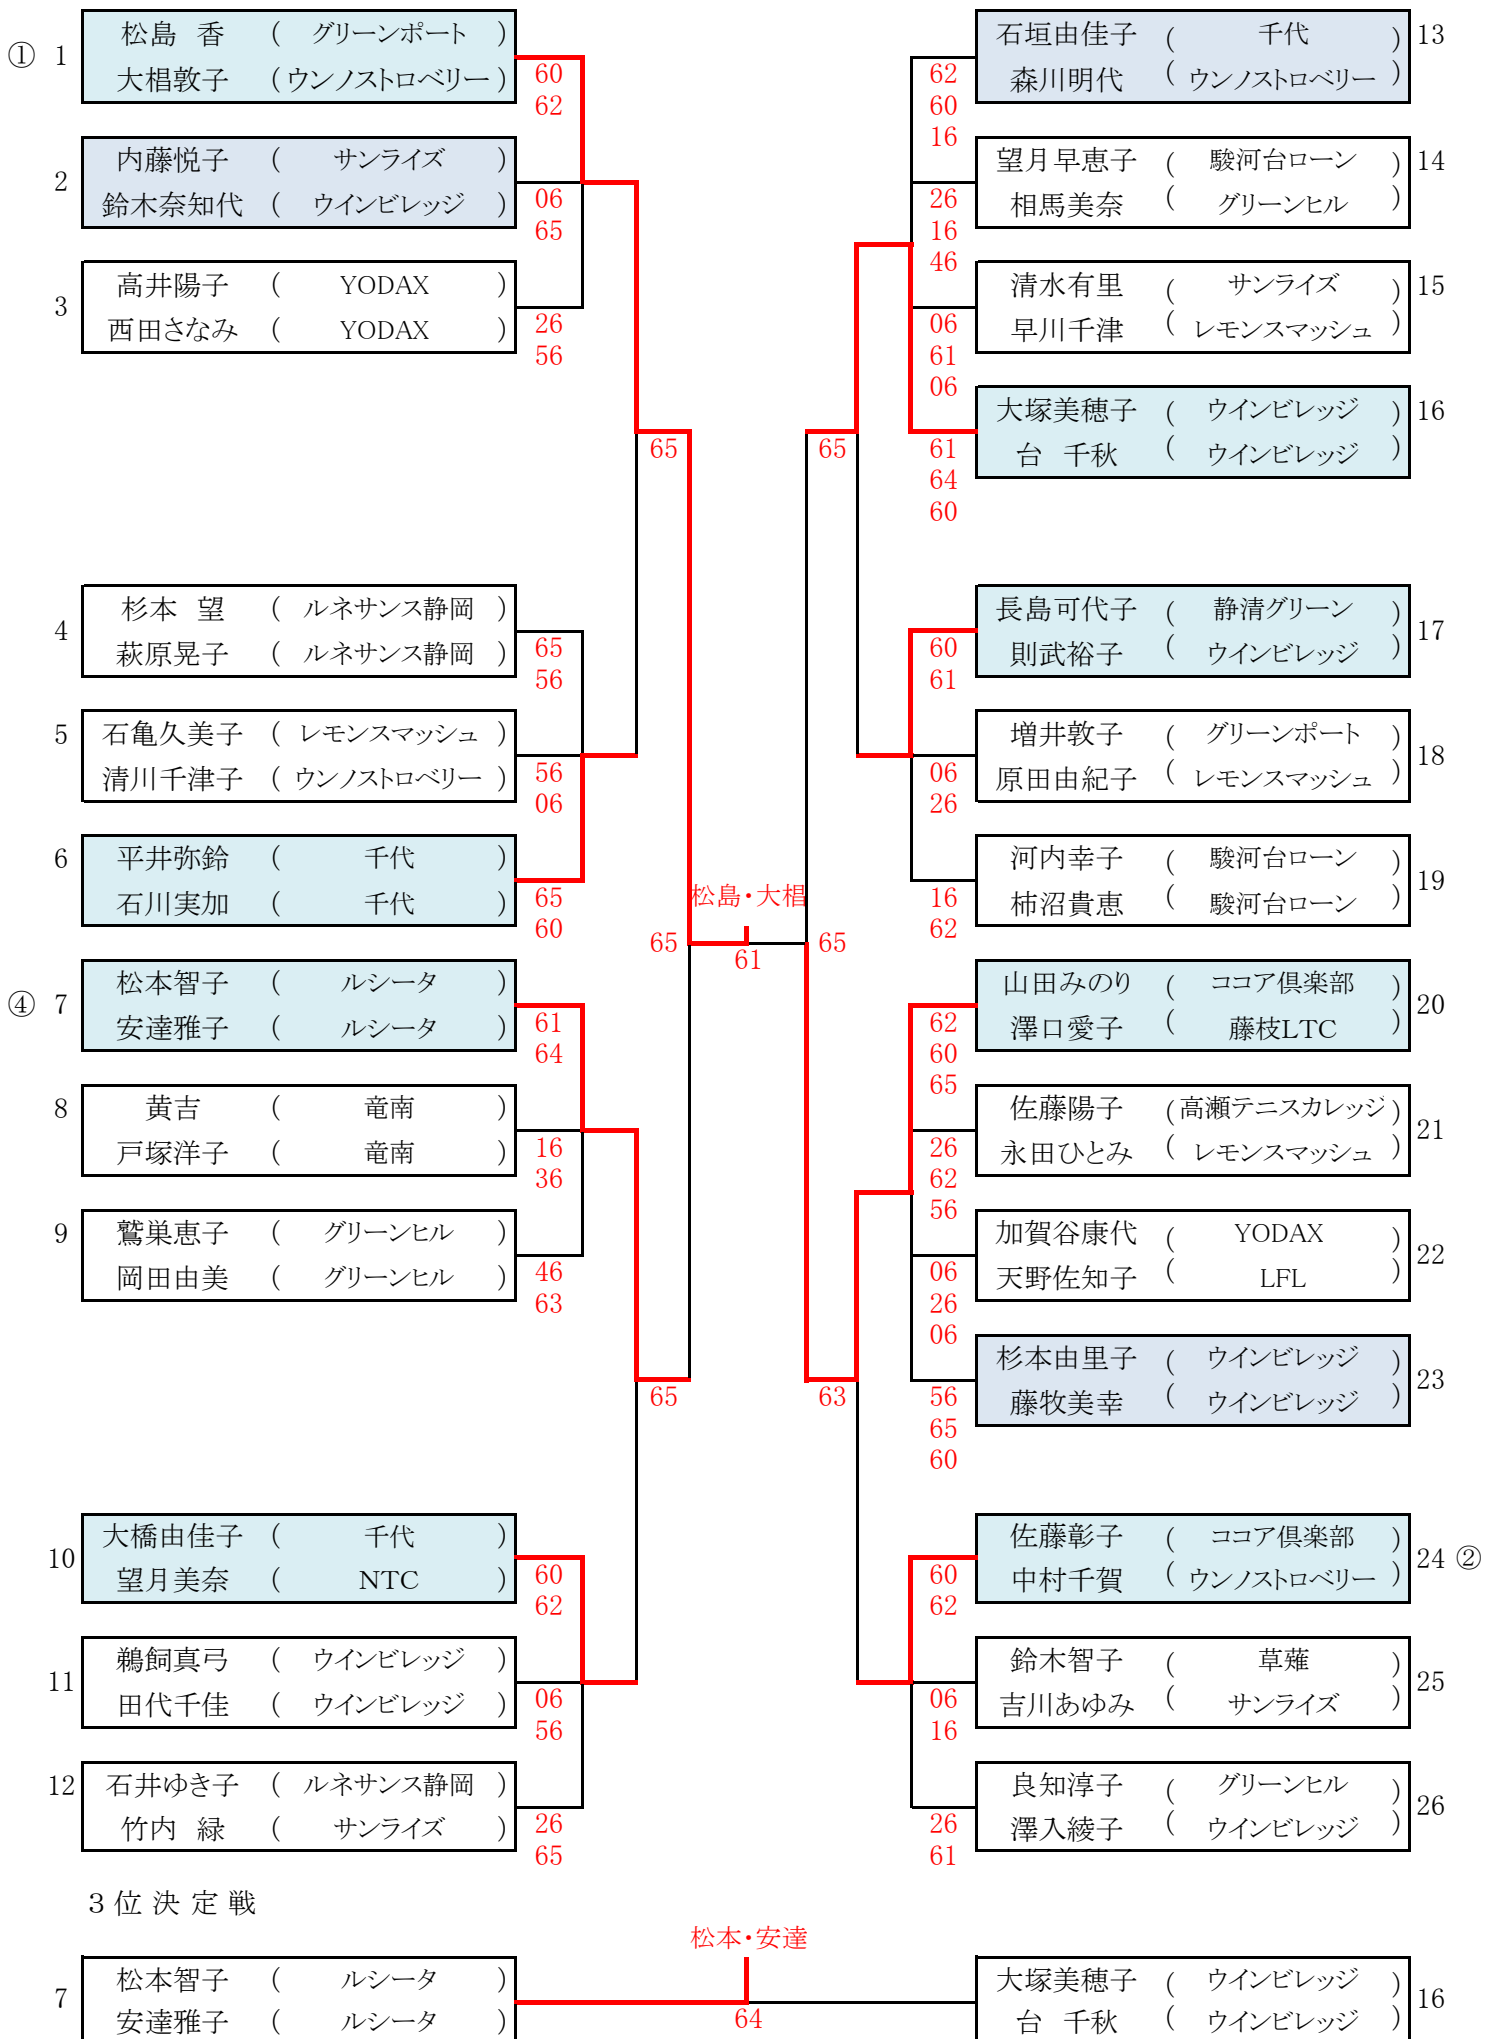 ① 1 松島 香 ( グリーンポート )
大椙敦子 ( ウンノストロベリー )
60
62
2 内藤悦子 ( サンライズ )
鈴木奈知代 ( ウインビレッジ )
06
65
3 高井陽子 ( YODAX )
西田さなみ ( YODAX )
26
56
65
4 杉本 望 ( ルネサンス静岡 )
萩原晃子 ( ルネサンス静岡 )
65
56
5 石亀久美子 ( レモンスマッシュ )
清川千津子 ( ウンノストロベリー )
56
06
6 平井弥鈴 ( 千代 )
石川実加 ( 千代 )
65
60
65
④ 7 松本智子 ( ルシータ )
安達雅子 ( ルシータ )
61
64
8 黄吉 ( 竜南 )
戸塚洋子 ( 竜南 )
16
36
9 鷲巣恵子 ( グリーンヒル )
岡田由美 ( グリーンヒル )
46
63
65
10 大橋由佳子 ( 千代 )
望月美奈 ( NTC )
60
62
11 鵜飼真弓 ( ウインビレッジ )
田代千佳 ( ウインビレッジ )
06
56
12 石井ゆき子 ( ルネサンス静岡 )
竹内 緑 ( サンライズ )
26
65
松島・大椙
61
石垣由佳子 ( 千代 ) 13
森川明代 ( ウンノストロベリー )
62
60
16
望月早恵子 ( 駿河台ローン ) 14
相馬美奈 ( グリーンヒル )
26
16
46
清水有里 ( サンライズ ) 15
早川千津 ( レモンスマッシュ )
06
61
06
大塚美穂子 ( ウインビレッジ ) 16
台 千秋 ( ウインビレッジ )
61
64
60
65
長島可代子 ( 静清グリーン ) 17
則武裕子 ( ウインビレッジ )
60
61
増井敦子 ( グリーンポート ) 18
原田由紀子 ( レモンスマッシュ )
06
26
河内幸子 ( 駿河台ローン ) 19
柿沼貴恵 ( 駿河台ローン )
16
62
65
山田みのり ( ココア倶楽部 ) 20
澤口愛子 ( 藤枝LTC )
62
60
65
佐藤陽子 ( 高瀬テニスカレッジ ) 21
永田ひとみ ( レモンスマッシュ )
26
62
56
加賀谷康代 ( YODAX ) 22
天野佐知子 ( LFL )
06
26
06
杉本由里子 ( ウインビレッジ ) 23
藤牧美幸 ( ウインビレッジ )
56
65
60
63
佐藤彰子 ( ココア倶楽部 ) 24 ②
中村千賀 ( ウンノストロベリー )
60
62
鈴木智子 ( 草薙 ) 25
吉川あゆみ ( サンライズ )
06
16
良知淳子 ( グリーンヒル ) 26
澤入綾子 ( ウインビレッジ )
26
61
３位決定戦
松本・安達
7 松本智子 ( ルシータ )
安達雅子 ( ルシータ )
64
大塚美穂子 ( ウインビレッジ ) 16
台 千秋 ( ウインビレッジ )